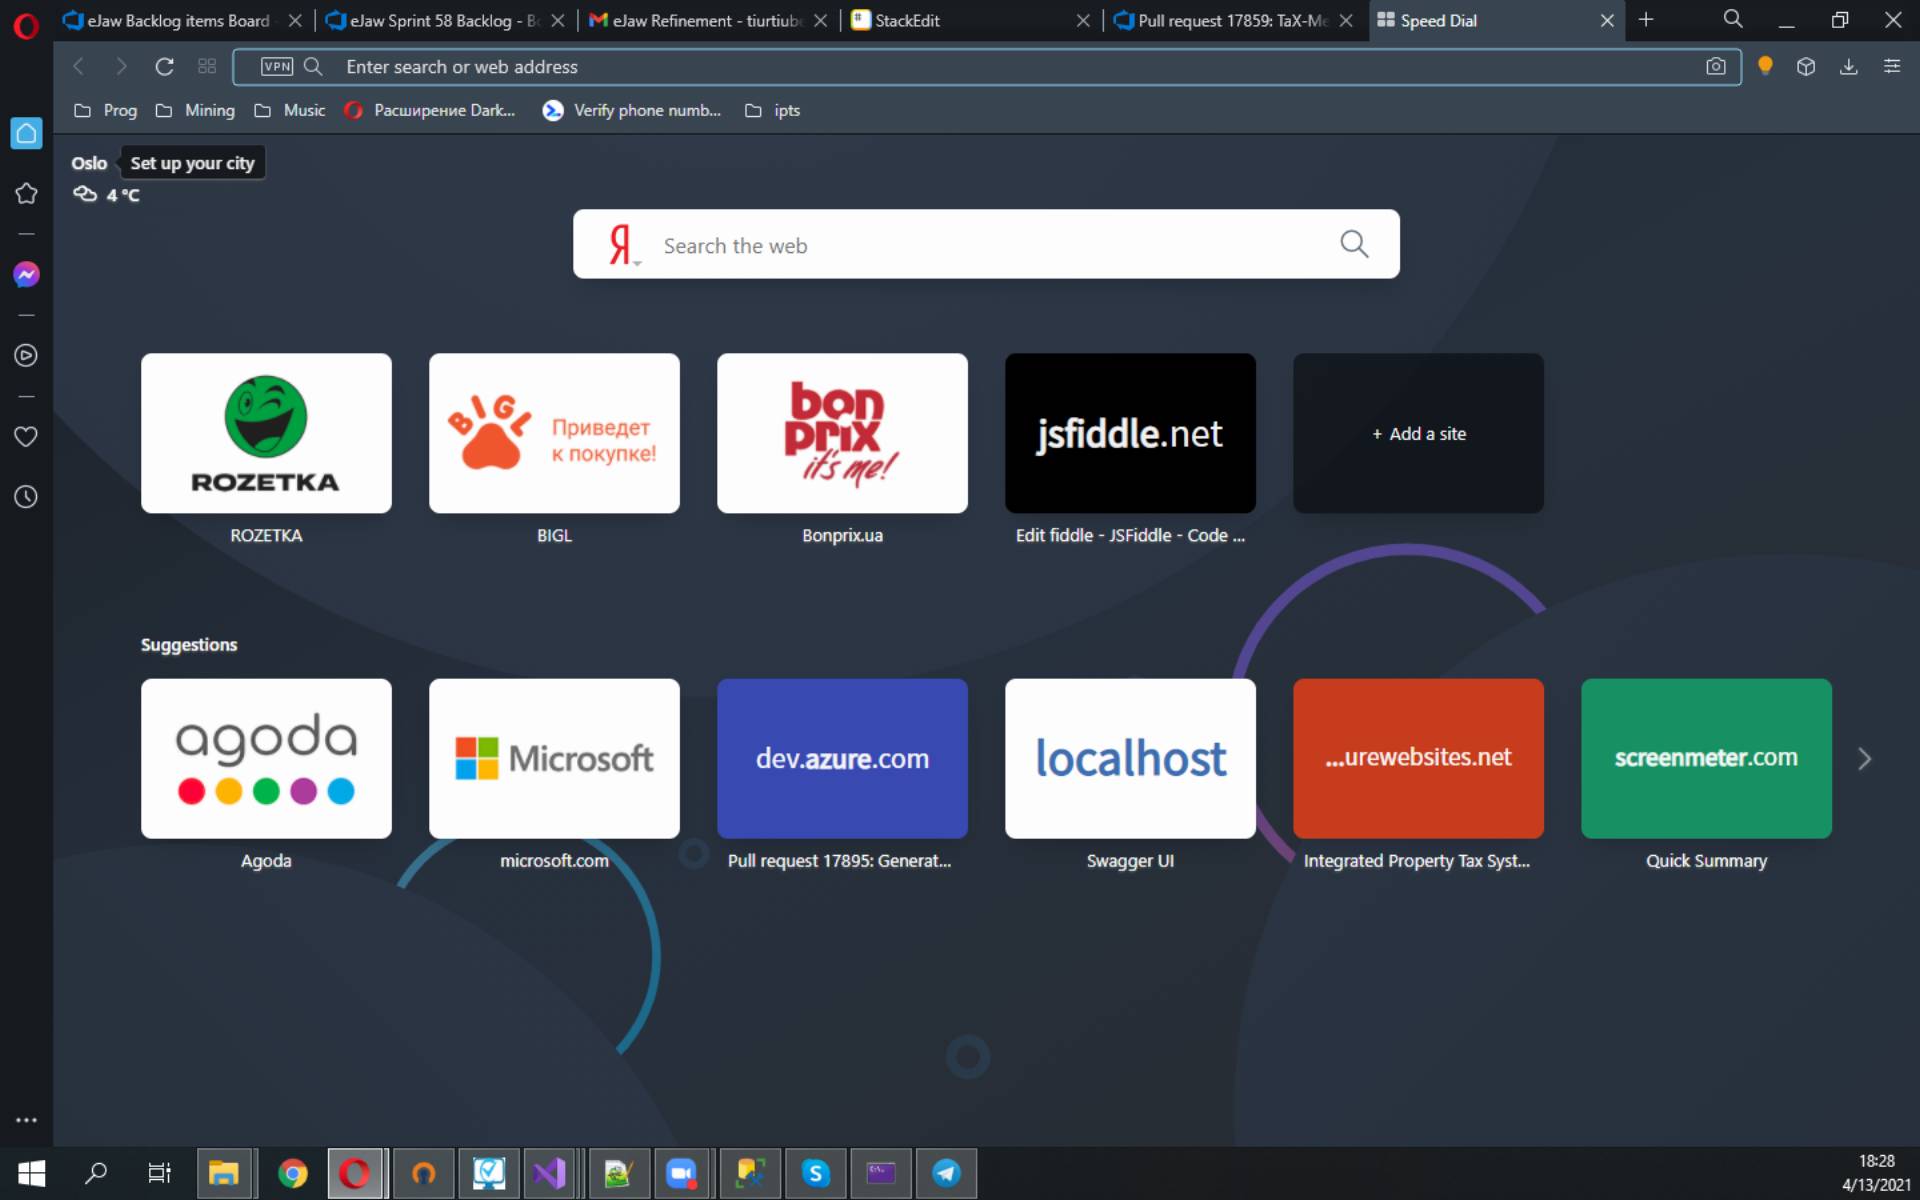 eJaw Backlog items Board
eJaw Sprint 58 Backlog - Bo
eJaw Refinement - tiurtiub
StackEdit
Pull request 17859: TaX-Me
Speed Dial
VPN
Enter search or web address
Prog
Mining
Music
Расширение Dark...
Verify phone numb...
ipts
Oslo
Set up your city
4 °C
Я
Search the web
ROZETKA
BIGL
Приведет
к покупке!
bon
prix
it's me!
jsfiddle.net
+ Add a site
ROZETKA
BIGL
Bonprix.ua
Edit fiddle - JSFiddle - Code ...
Suggestions
agoda
Microsoft
dev.azure.com
localhost
...urewebsites.net
screenmeter.com
Agoda
microsoft.com
Pull request 17895: Generat...
Swagger UI
Integrated Property Tax Syst...
Quick Summary
18:28
4/13/2021